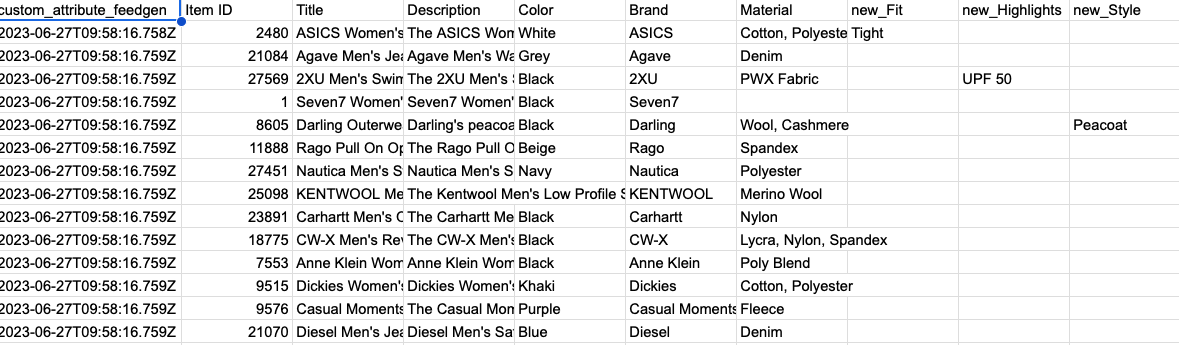 custom_attribute_feedgen Item ID Title Description Color Brand Material new_Fit new_Highlights new_Style
2023-06-27T09:58:16.758Z 2480 ASICS Women's The ASICS Wom White ASICS Cotton, Polyeste Tight
2023-06-27T09:58:16.759Z 21084 Agave Men's Jea Agave Men's Wa Grey Agave Denim
2023-06-27T09:58:16.759Z 27569 2XU Men's Swim The 2XU Men's Black 2XU PWX Fabric UPF 50
2023-06-27T09:58:16.759Z 1 Seven7 Women' Seven7 Women' Black Seven7
2023-06-27T09:58:16.759Z 8605 Darling Outerwe Darling's peacoa Black Darling Wool, Cashmere Peacoat
2023-06-27T09:58:16.759Z 11888 Rago Pull On Op The Rago Pull O Beige Rago Spandex
2023-06-27T09:58:16.759Z 27451 Nautica Men's S Nautica Men's S Navy Nautica Polyester
2023-06-27T09:58:16.759Z 25098 KENTWOOL Me The Kentwool Men's Low Profile S KENTWOOL Merino Wool
2023-06-27T09:58:16.759Z 23891 Carhartt Men's C The Carhartt Me Black Carhartt Nylon
2023-06-27T09:58:16.759Z 18775 CW-X Men's Rev The CW-X Men's Black CW-X Lycra, Nylon, Spandex
2023-06-27T09:58:16.759Z 7553 Anne Klein Wom Anne Klein Wom Black Anne Klein Poly Blend
2023-06-27T09:58:16.759Z 9515 Dickies Women's Dickies Women's Khaki Dickies Cotton, Polyester
2023-06-27T09:58:16.759Z 9576 Casual Moments The Casual Mom Purple Casual Moments Fleece
2023-06-27T09:58:16.759Z 21070 Diesel Men's Jea Diesel Men's Sa Blue Diesel Denim